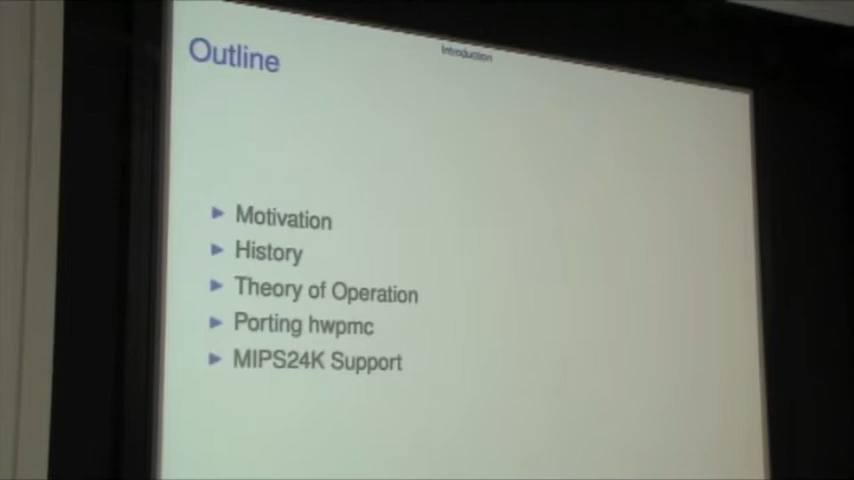 Introduction
Outline
Motivation
History
Theory of Operation
Porting hwpmc
MIPS24K Support